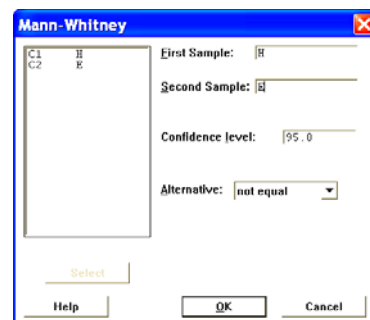 Mann-Whitney
C1 H
C2 E
First Sample: H
Second Sample: E
Confidence level: 95.0
Alternative: not equal
Select
Help OK Cancel